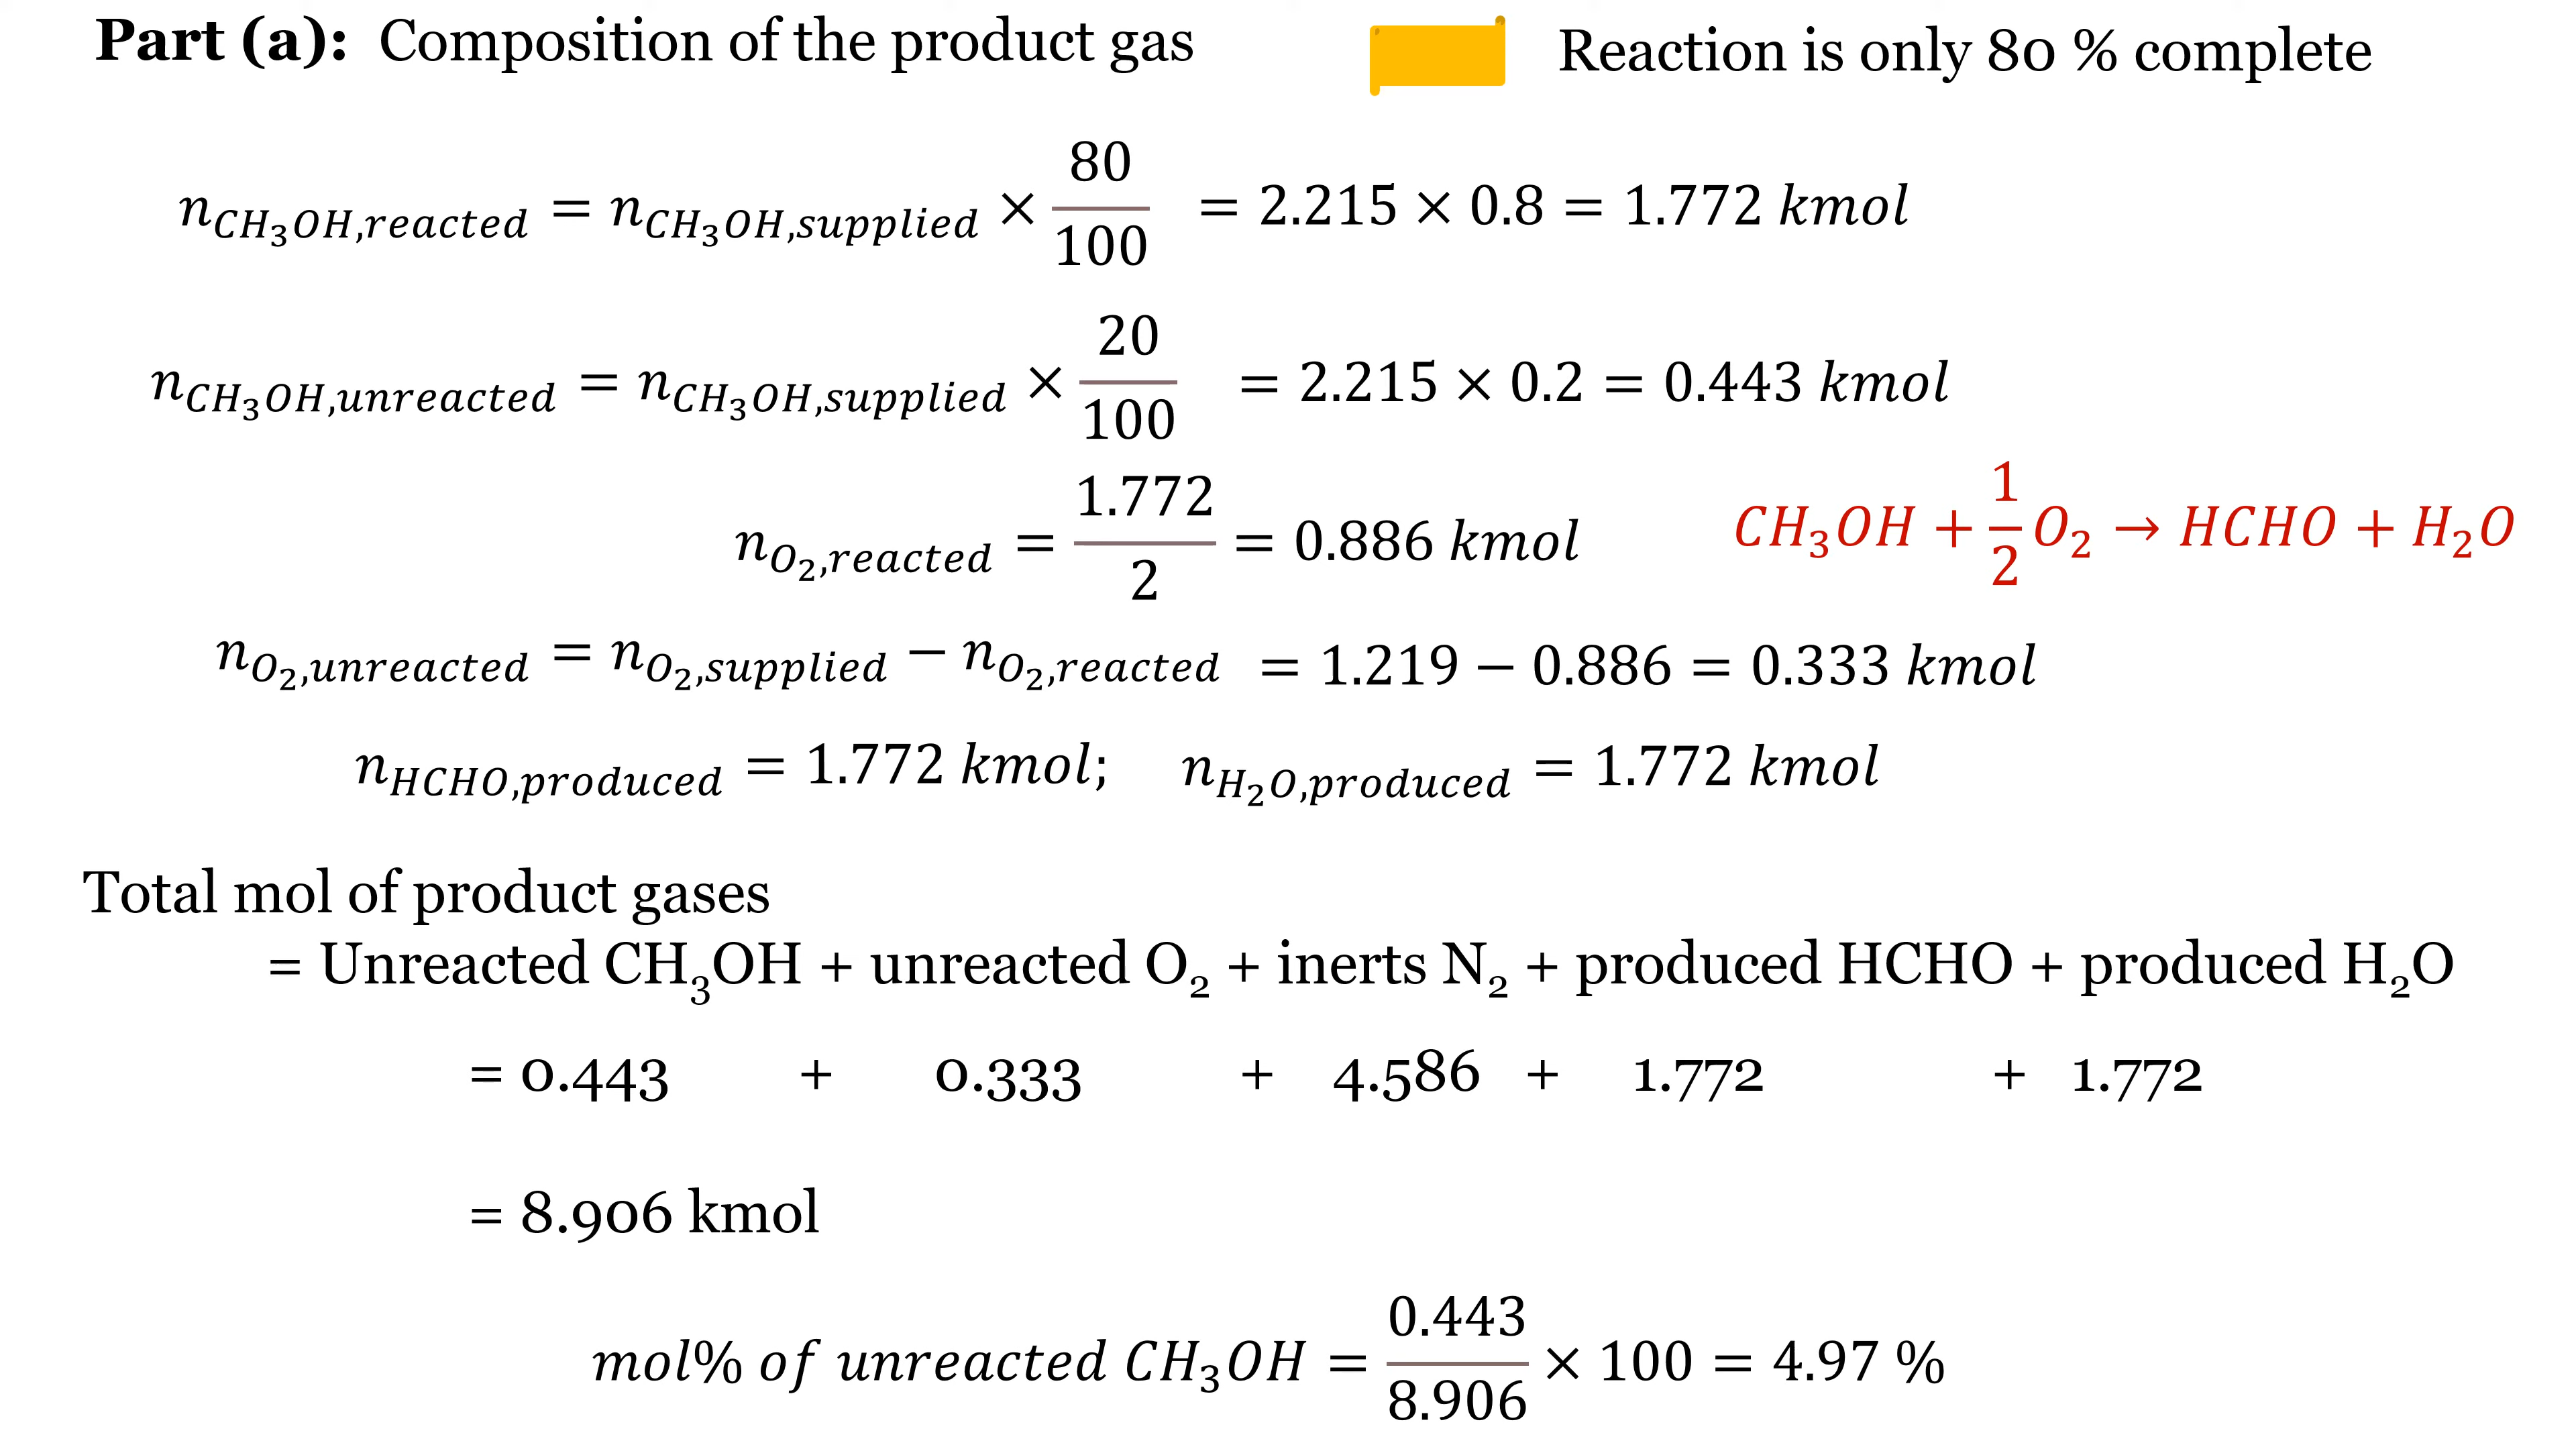 Part (a): Composition of the product gas Reaction is only 80 % complete
n_{CH₃OH,reacted} = n_{CH₃OH,supplied} × 80/100 = 2.215 × 0.8 = 1.772 kmol
n_{CH₃OH,unreacted} = n_{CH₃OH,supplied} × 20/100 = 2.215 × 0.2 = 0.443 kmol
n_{O₂,reacted} = 1.772/2 = 0.886 kmol CH₃OH + 1/2 O₂ → HCHO + H₂O
n_{O₂,unreacted} = n_{O₂,supplied} − n_{O₂,reacted} = 1.219 − 0.886 = 0.333 kmol
n_{HCHO,produced} = 1.772 kmol; n_{H₂O,produced} = 1.772 kmol
Total mol of product gases
= Unreacted CH₃OH + unreacted O₂ + inerts N₂ + produced HCHO + produced H₂O
= 0.443 + 0.333 + 4.586 + 1.772 + 1.772
= 8.906 kmol
mol% of unreacted CH₃OH = 0.443/8.906 × 100 = 4.97 %